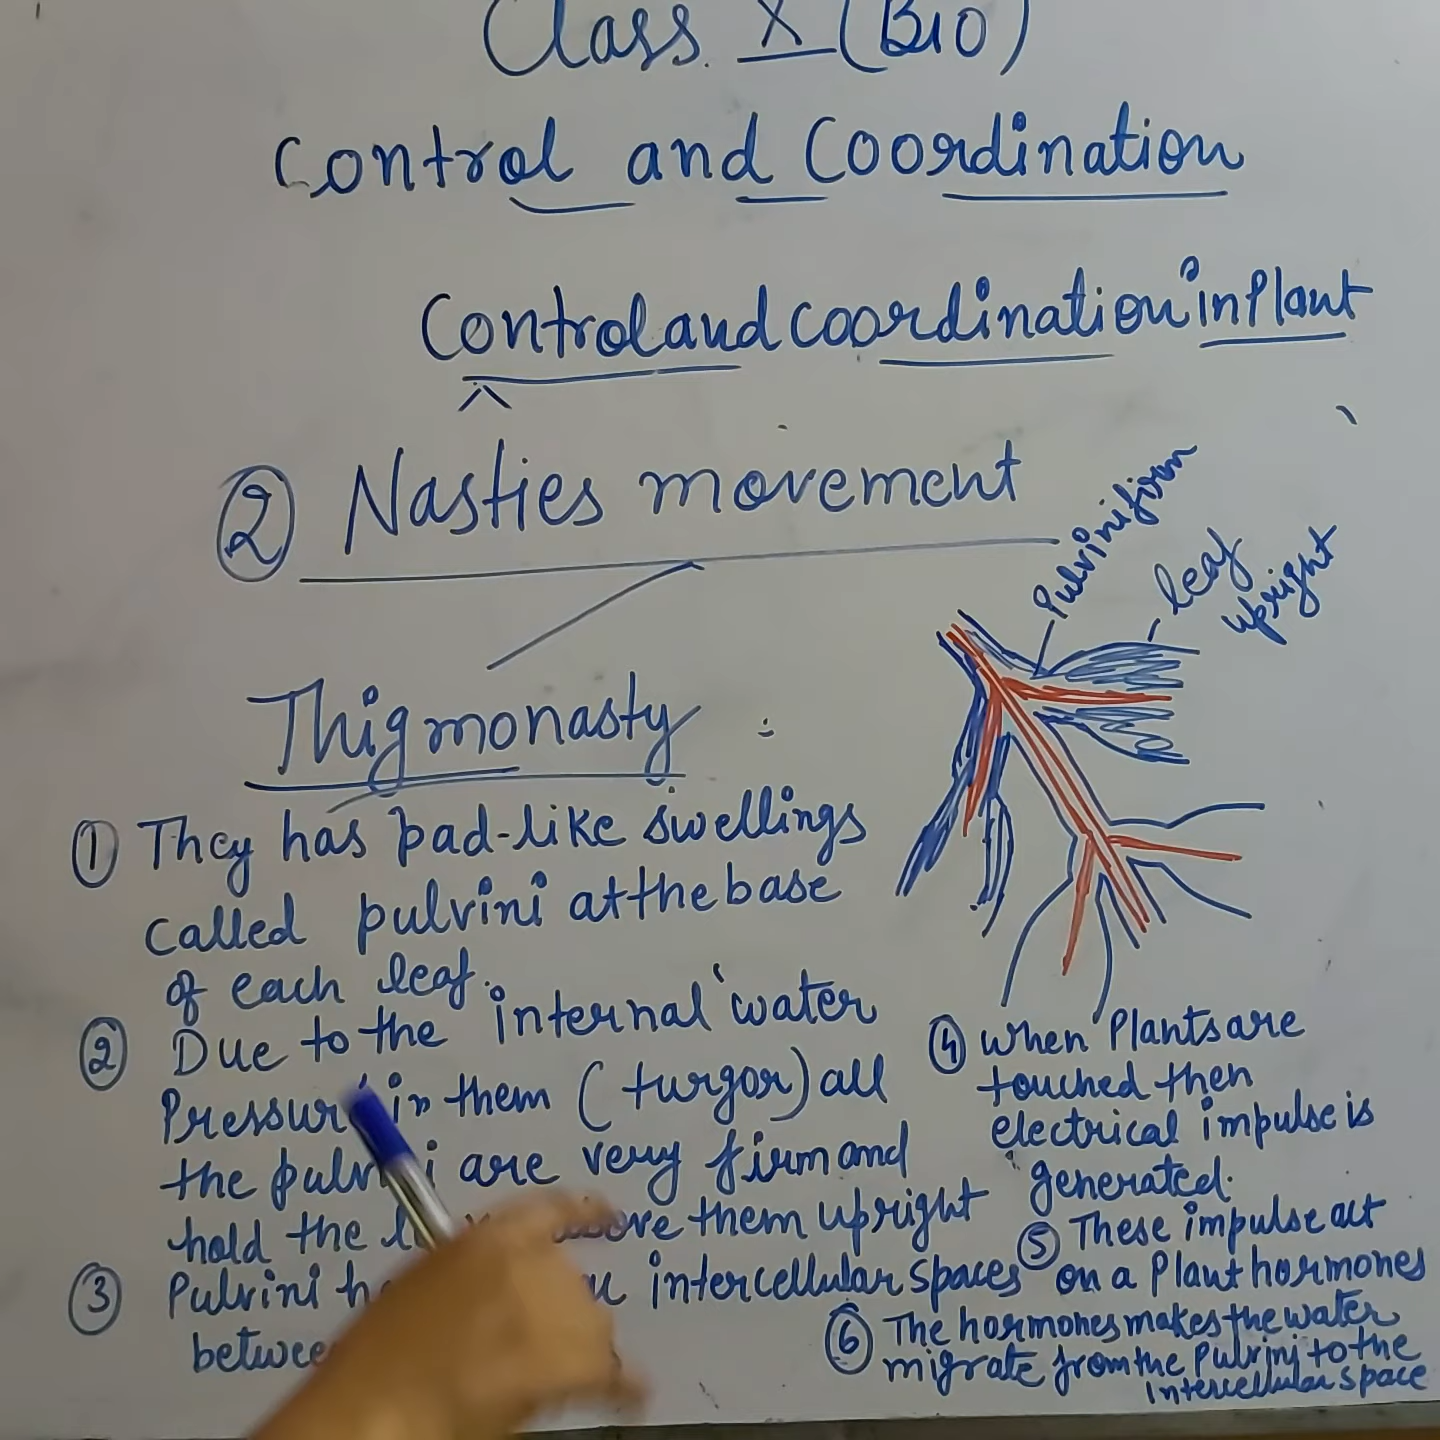 Class X (Bio)
Control and Coordination
Control and coordination in Plant
② Nasties movement
Pulvini firm
leaf
upright
Thigmonasty :
① They has pad-like swellings
called pulvini at the base
of each leaf.
② Due to the internal water
Pressure in them (turgor) all
the pulvini are very firm and
hold the above them upright
③ Pulvini intercellular spaces
④ When Plants are
touched then
electrical impulse is
generated.
⑤ These impulse act
on a Plant hormones
⑥ The hormones makes the water
migrate from the Pulvini to the
intercellular space